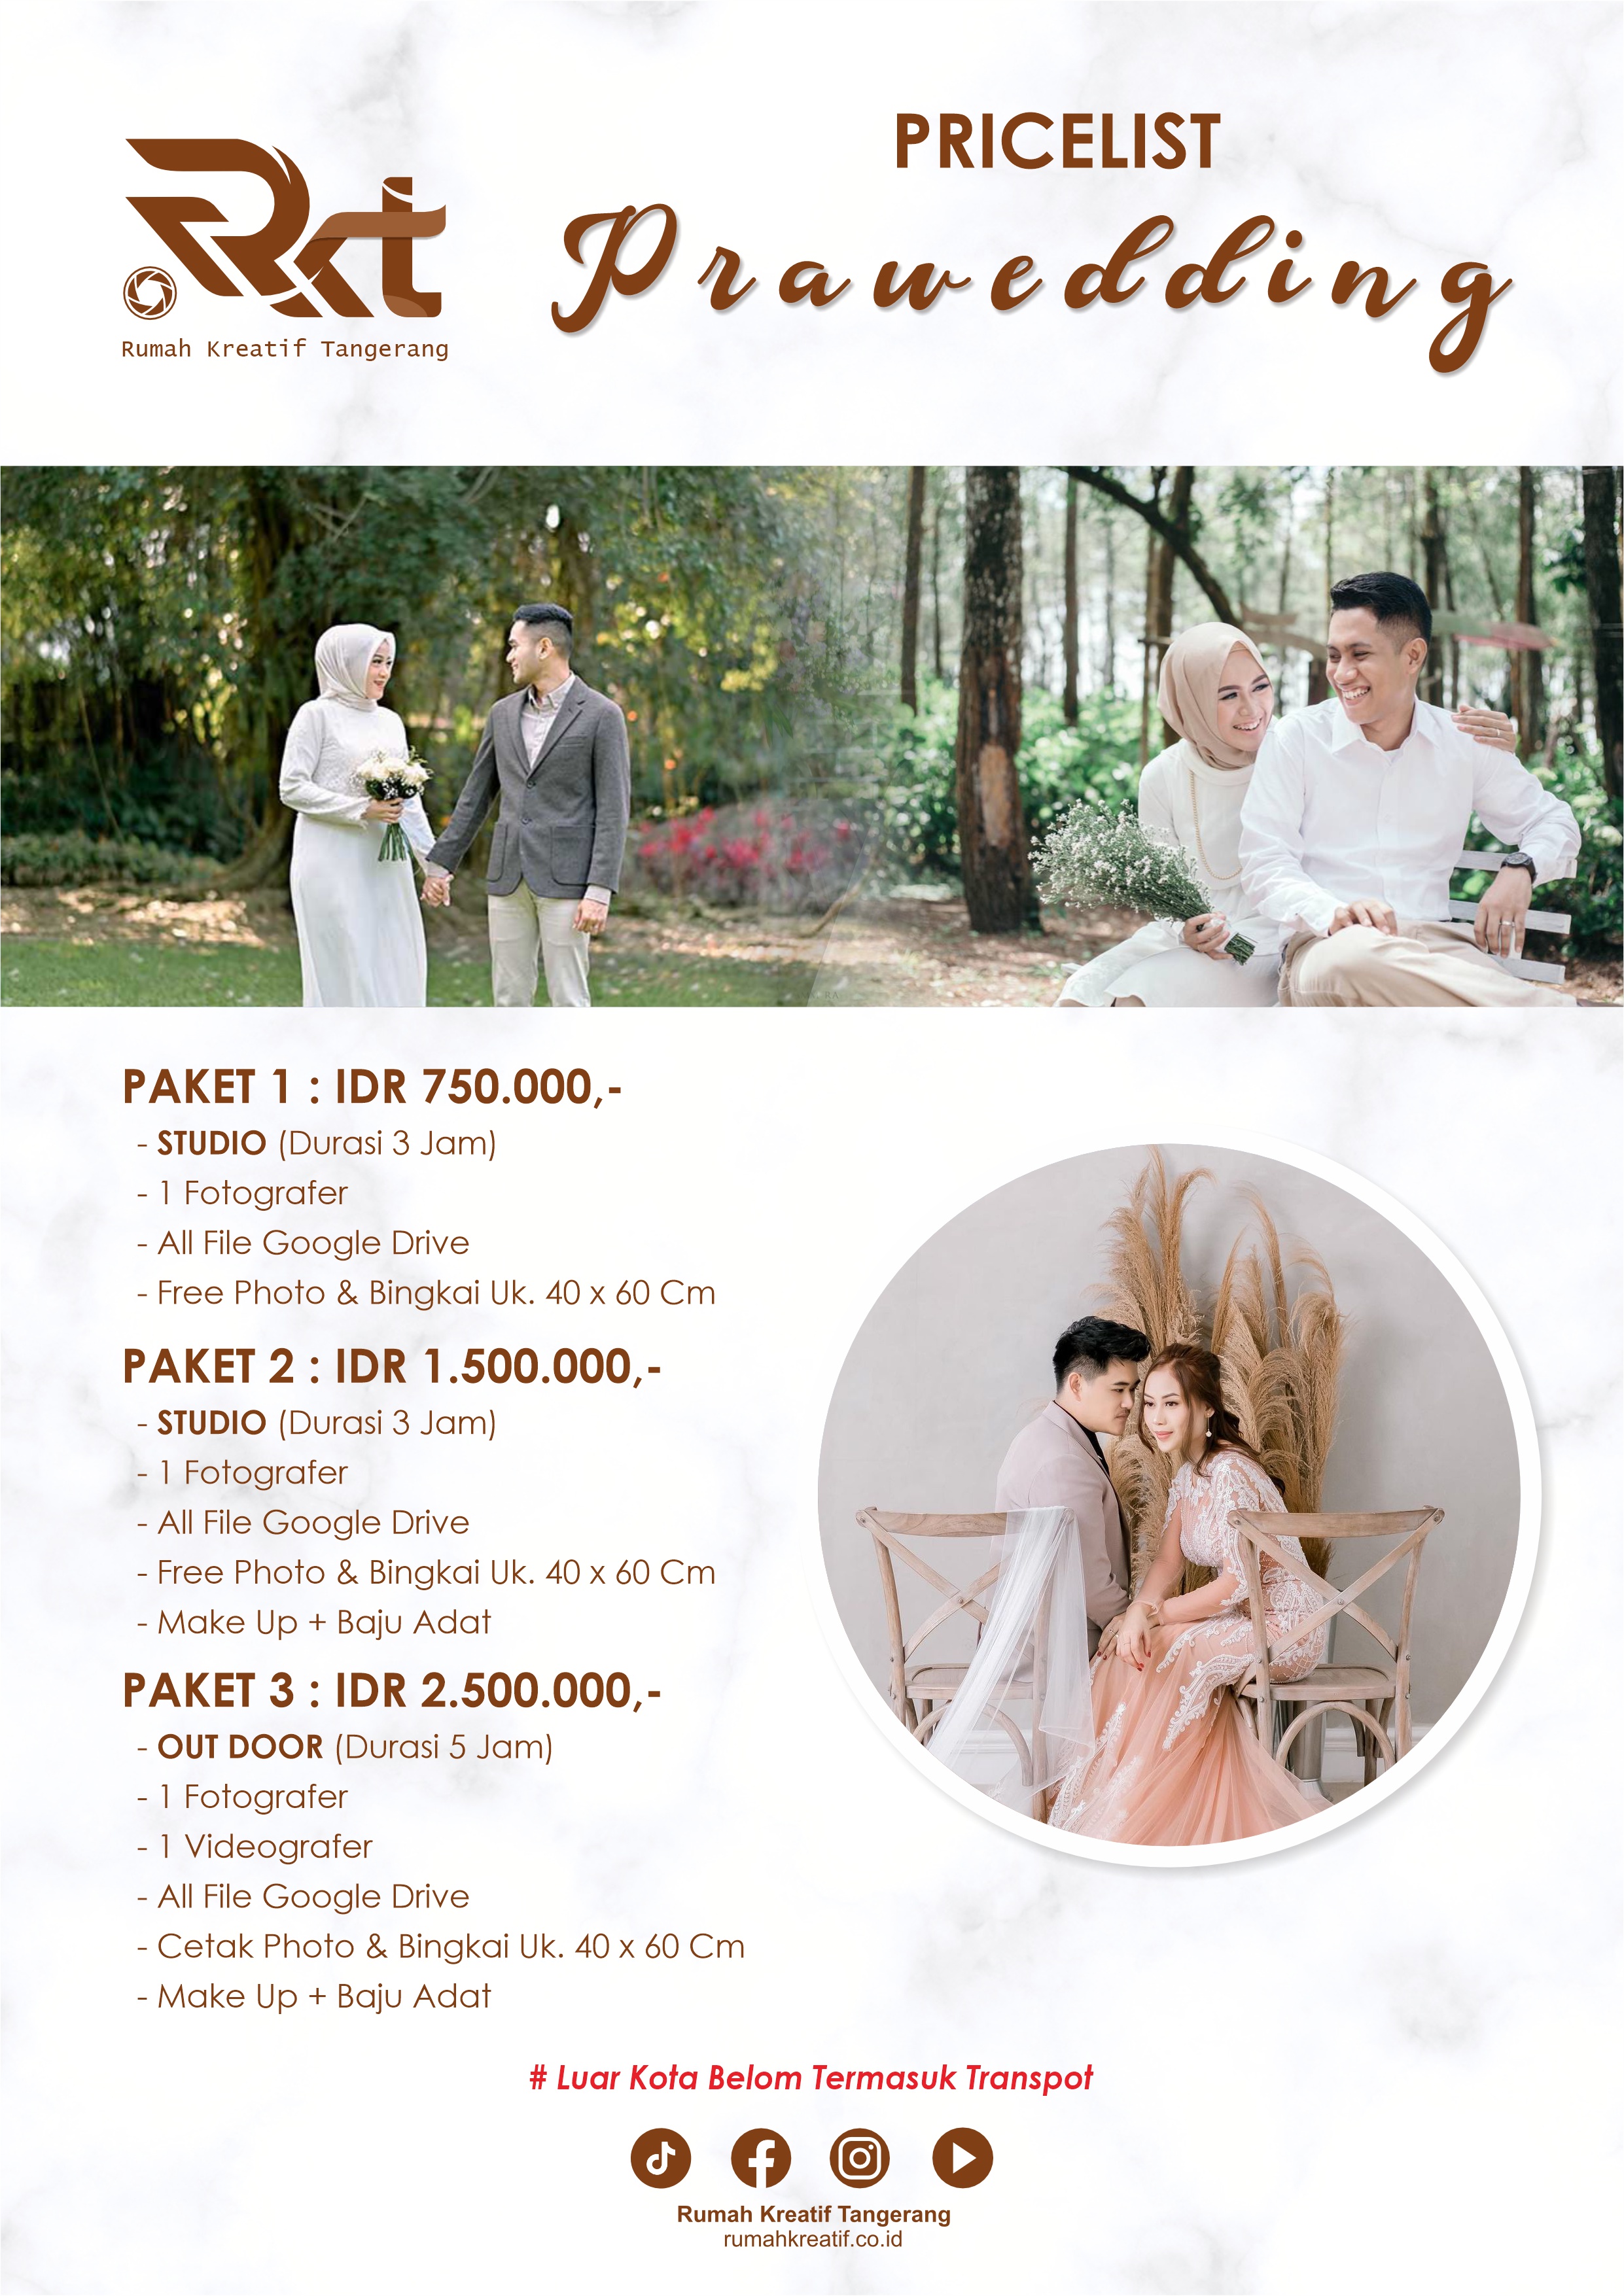 PRICELIST
Rkt
Prawedding
Rumah Kreatif Tangerang
PAKET 1 : IDR 750.000,-
- STUDIO (Durasi 3 Jam)
- 1 Fotografer
- All File Google Drive
- Free Photo & Bingkai Uk. 40 x 60 Cm
PAKET 2 : IDR 1.500.000,-
- STUDIO (Durasi 3 Jam)
- 1 Fotografer
- All File Google Drive
- Free Photo & Bingkai Uk. 40 x 60 Cm
- Make Up + Baju Adat
PAKET 3 : IDR 2.500.000,-
- OUT DOOR (Durasi 5 Jam)
- 1 Fotografer
- 1 Videografer
- All File Google Drive
- Cetak Photo & Bingkai Uk. 40 x 60 Cm
- Make Up + Baju Adat
# Luar Kota Belom Termasuk Transpot
Rumah Kreatif Tangerang
rumahkreatif.co.id